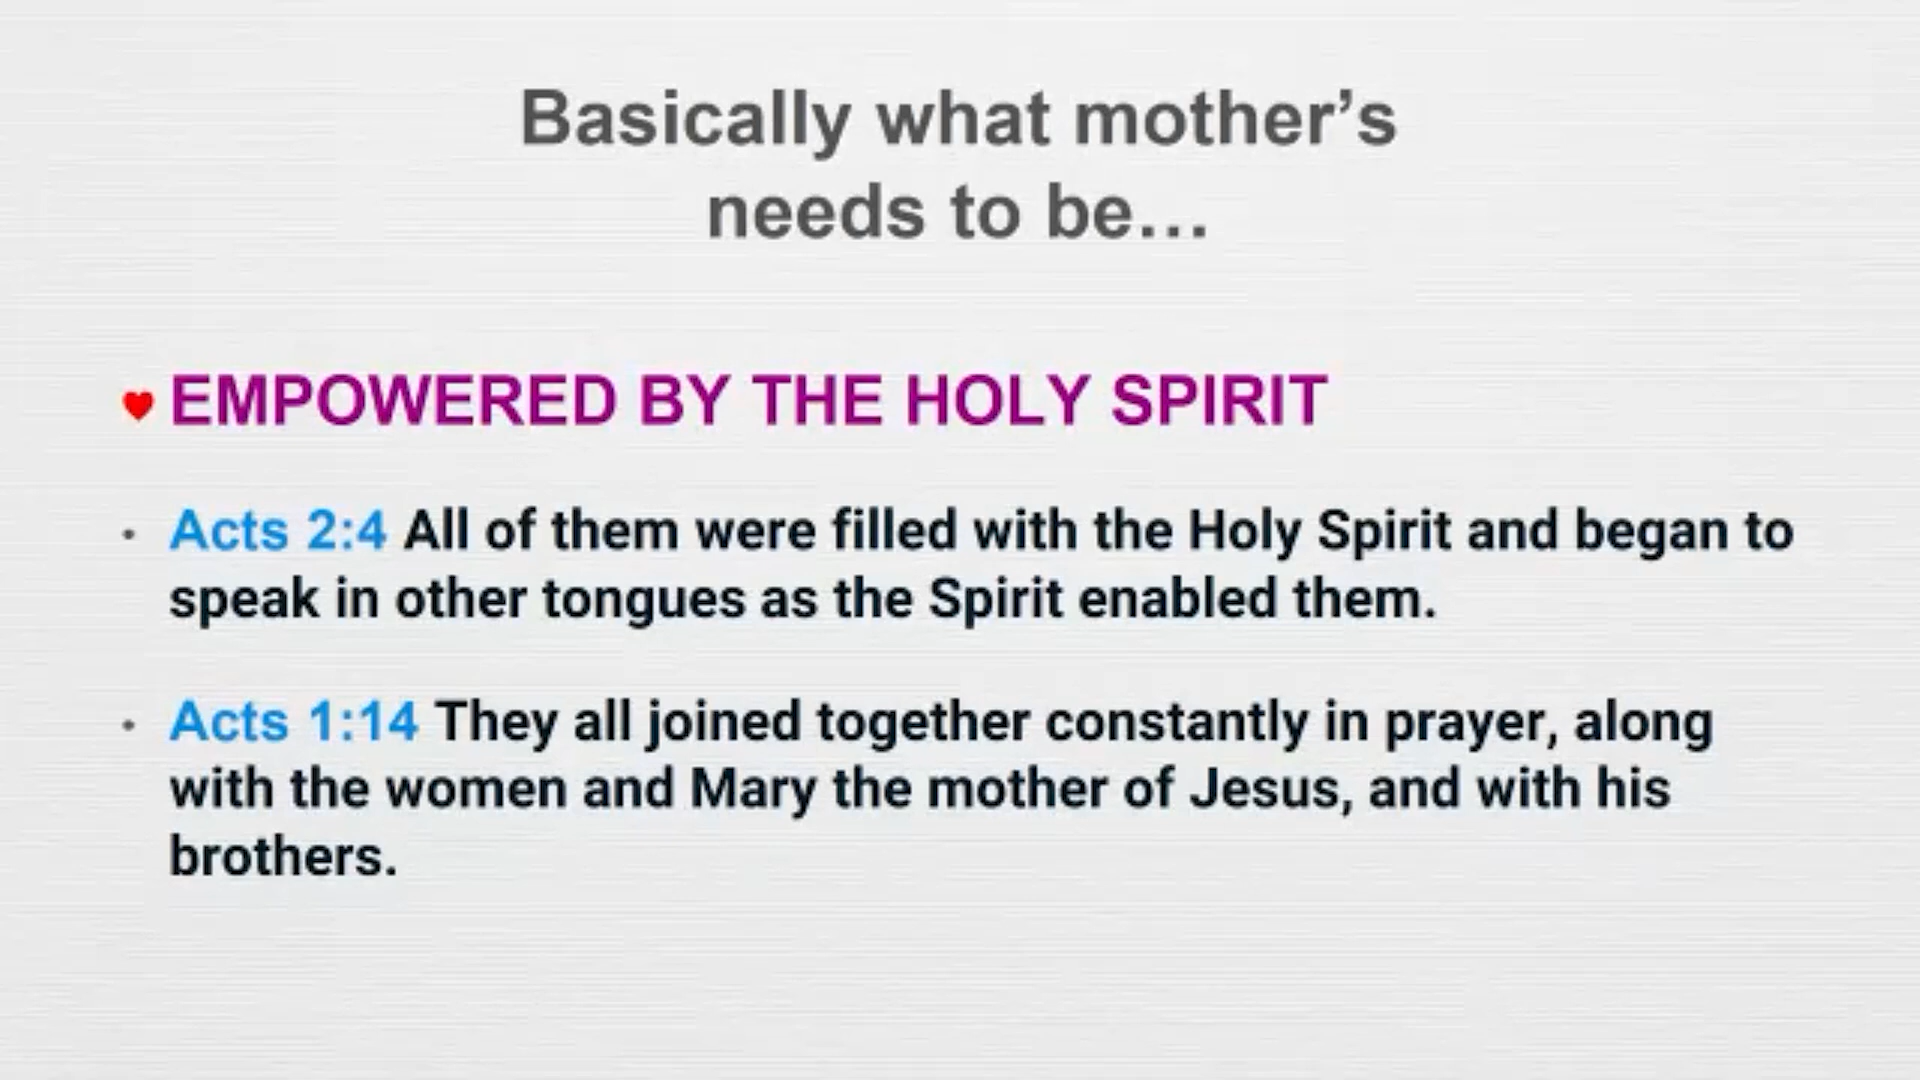 Basically what mother’s
needs to be…
EMPOWERED BY THE HOLY SPIRIT
• Acts 2:4 All of them were filled with the Holy Spirit and began to
speak in other tongues as the Spirit enabled them.
• Acts 1:14 They all joined together constantly in prayer, along
with the women and Mary the mother of Jesus, and with his
brothers.